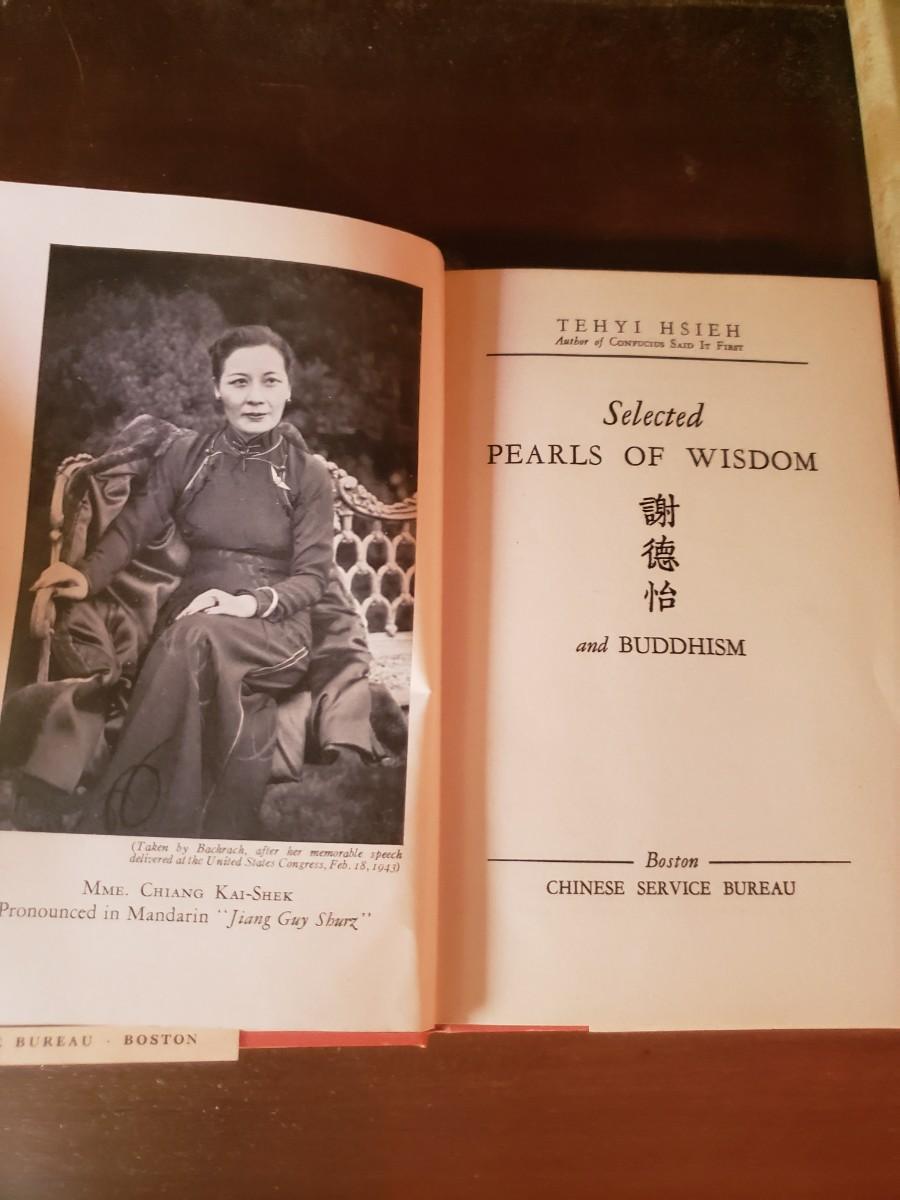 (Taken by Bachrach, after her memorable speech
delivered at the United States Congress, Feb. 18, 1943)
MME. CHIANG KAI-SHEK
Pronounced in Mandarin "Jiang Guy Shurz"
BUREAU · BOSTON
TEHYI HSIEH
Author of CONFUCIUS SAID IT FIRST
Selected
PEARLS OF WISDOM
謝
德
怡
and BUDDHISM
Boston
CHINESE SERVICE BUREAU